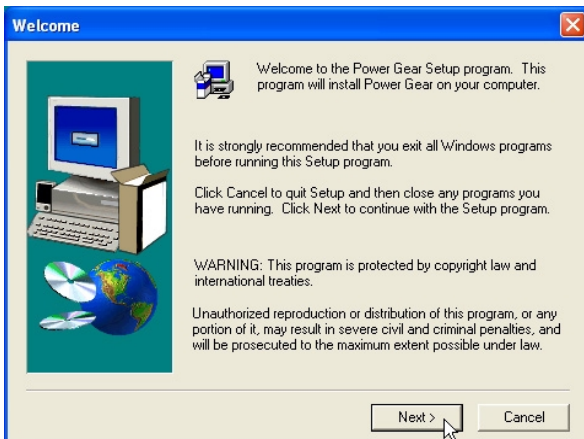 Welcome
Welcome to the Power Gear Setup program. This
program will install Power Gear on your computer.
It is strongly recommended that you exit all Windows programs
before running this Setup program.
Click Cancel to quit Setup and then close any programs you
have running. Click Next to continue with the Setup program.
WARNING: This program is protected by copyright law and
international treaties.
Unauthorized reproduction or distribution of this program, or any
portion of it, may result in severe civil and criminal penalties, and
will be prosecuted to the maximum extent possible under law.
Next >
Cancel